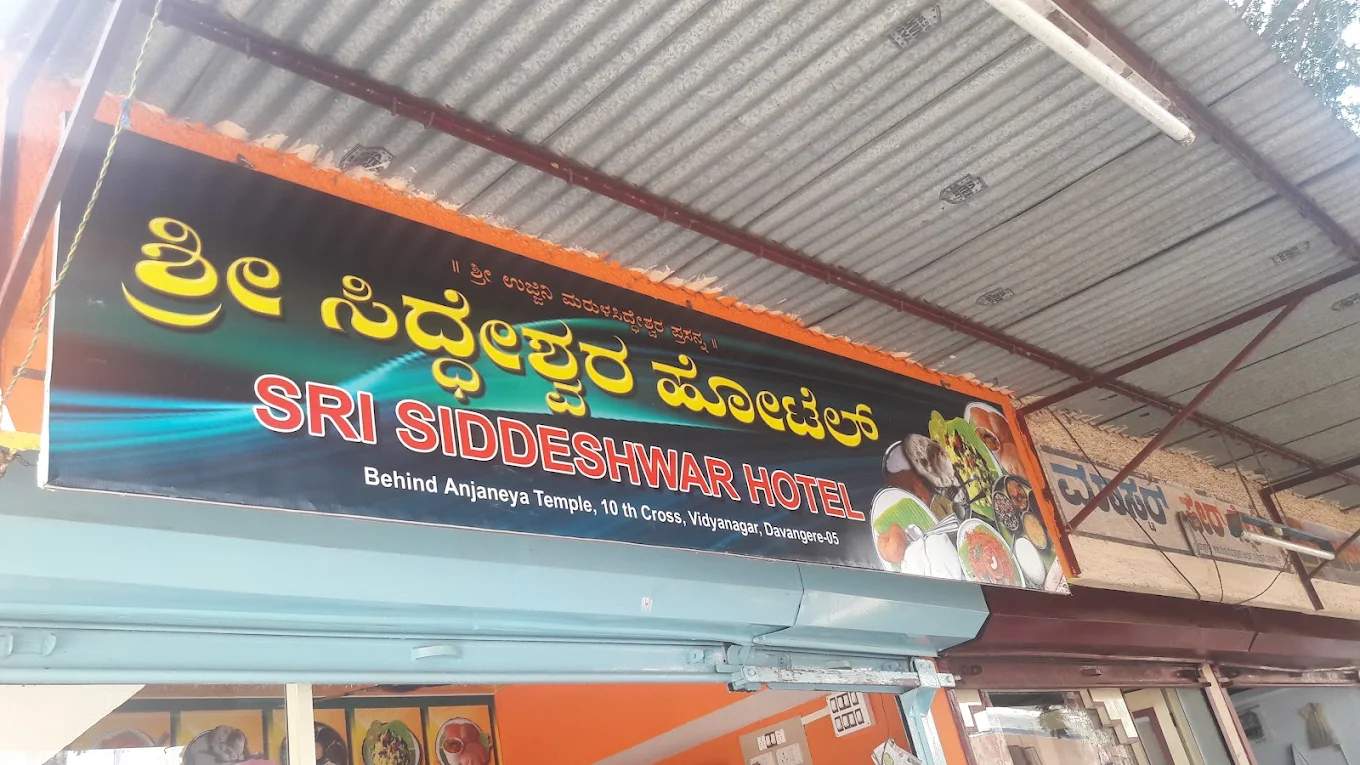 ॥ ಶ್ರೀ ಉಜ್ಜಿನಿ ಮರುಳಸಿದ್ಧೇಶ್ವರ ಪ್ರಸನ್ನ ॥
ಶ್ರೀ ಸಿದ್ಧೇಶ್ವರ ಹೋಟೆಲ್
SRI SIDDESHWAR HOTEL
Behind Anjaneya Temple, 10 th Cross, Vidyanagar, Davangere-05